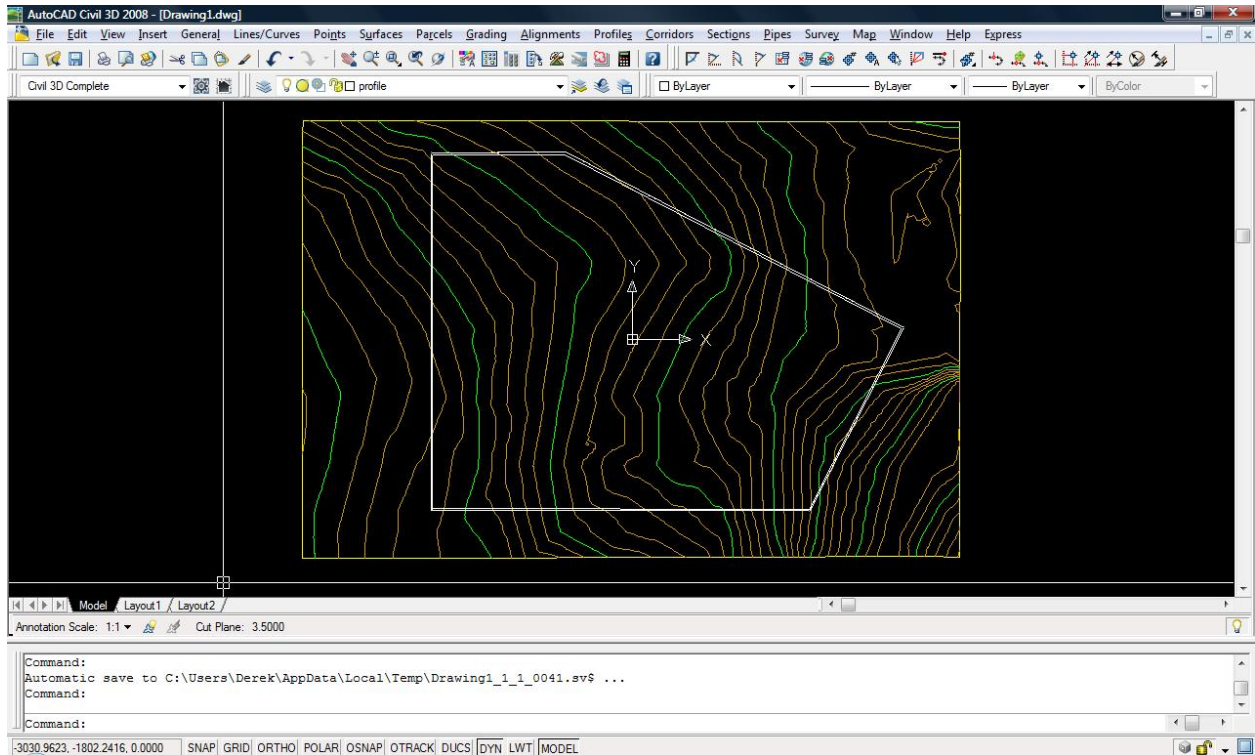 AutoCAD Civil 3D 2008 - [Drawing1.dwg]
File Edit View Insert General Lines/Curves Points Surfaces Parcels Grading Alignments Profiles Corridors Sections Pipes Survey Map Window Help Express
Civil 3D Complete profile ByLayer ByLayer ByLayer ByColor
Y
X
Model Layout1 Layout2
Annotation Scale: 1:1 Cut Plane: 3.5000
Command:
Automatic save to C:\Users\Derek\AppData\Local\Temp\Drawing1_1_1_0041.sv$ ...
Command:
Command:
-3030.9623, -1802.2416, 0.0000 SNAP GRID ORTHO POLAR OSNAP OTRACK DUCS DYN LWT MODEL